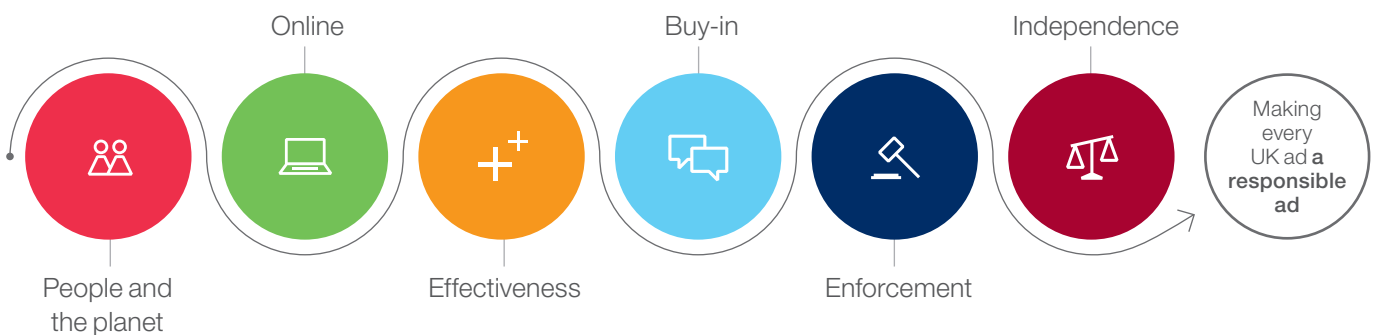 Online
Buy-in
Independence
Making
every
UK ad a
responsible
ad
People and
the planet
Effectiveness
Enforcement